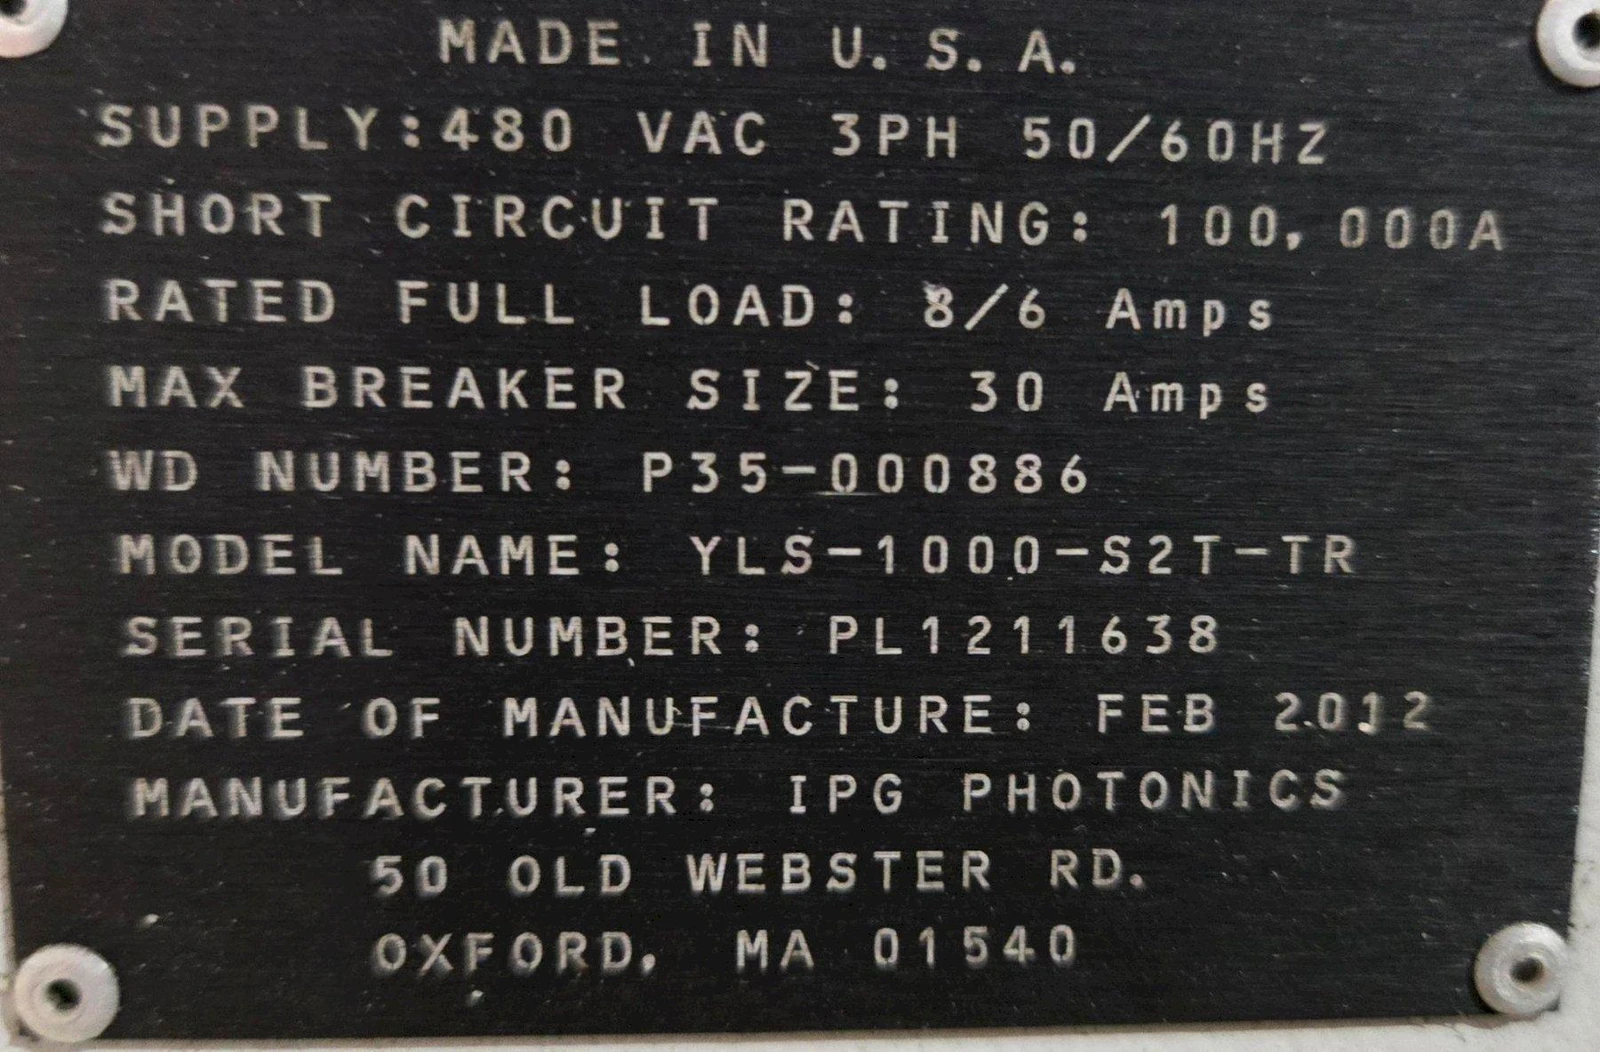 MADE IN U.S.A.
SUPPLY:480 VAC 3PH 50/60HZ
SHORT CIRCUIT RATING: 100,000A
RATED FULL LOAD: 8/6 Amps
MAX BREAKER SIZE: 30 Amps
WD NUMBER: P35-000886
MODEL NAME: YLS-1000-S2T-TR
SERIAL NUMBER: PL1211638
DATE OF MANUFACTURE: FEB 2012
MANUFACTURER: IPG PHOTONICS
50 OLD WEBSTER RD.
OXFORD, MA 01540